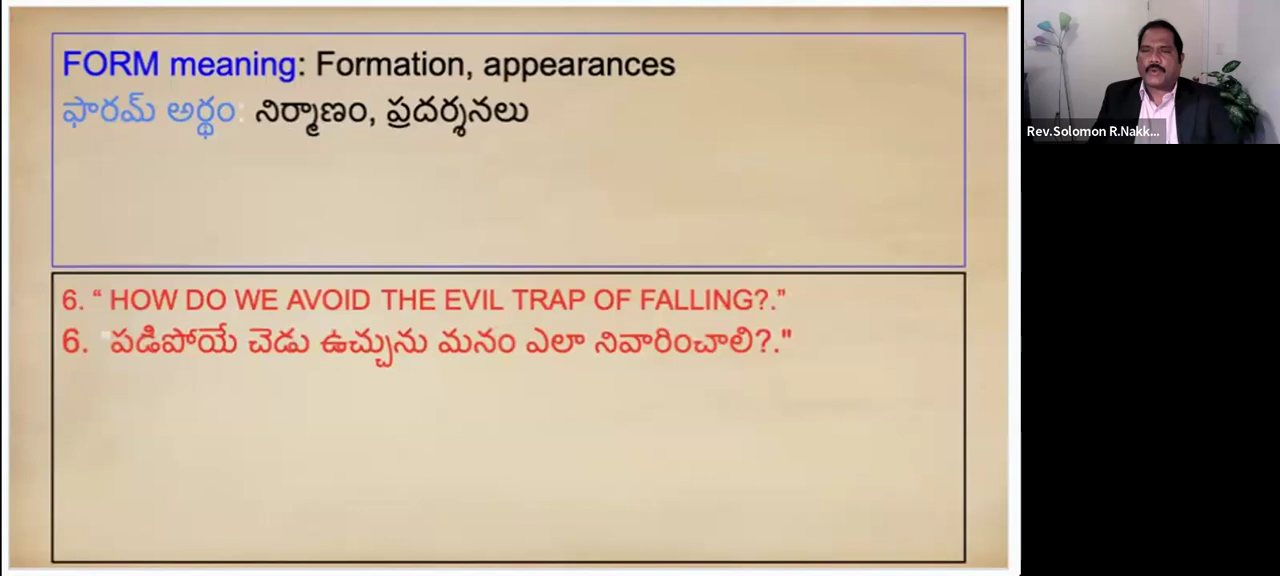 FORM meaning: Formation, appearances
ఫారమ్ అర్థం: నిర్మాణం, ప్రదర్శనలు
6. “ HOW DO WE AVOID THE EVIL TRAP OF FALLING?.”
6. "పడిపోయే చెడు ఉచ్చును మనం ఎలా నివారించాలి?."
Rev.Solomon R.Nakk...